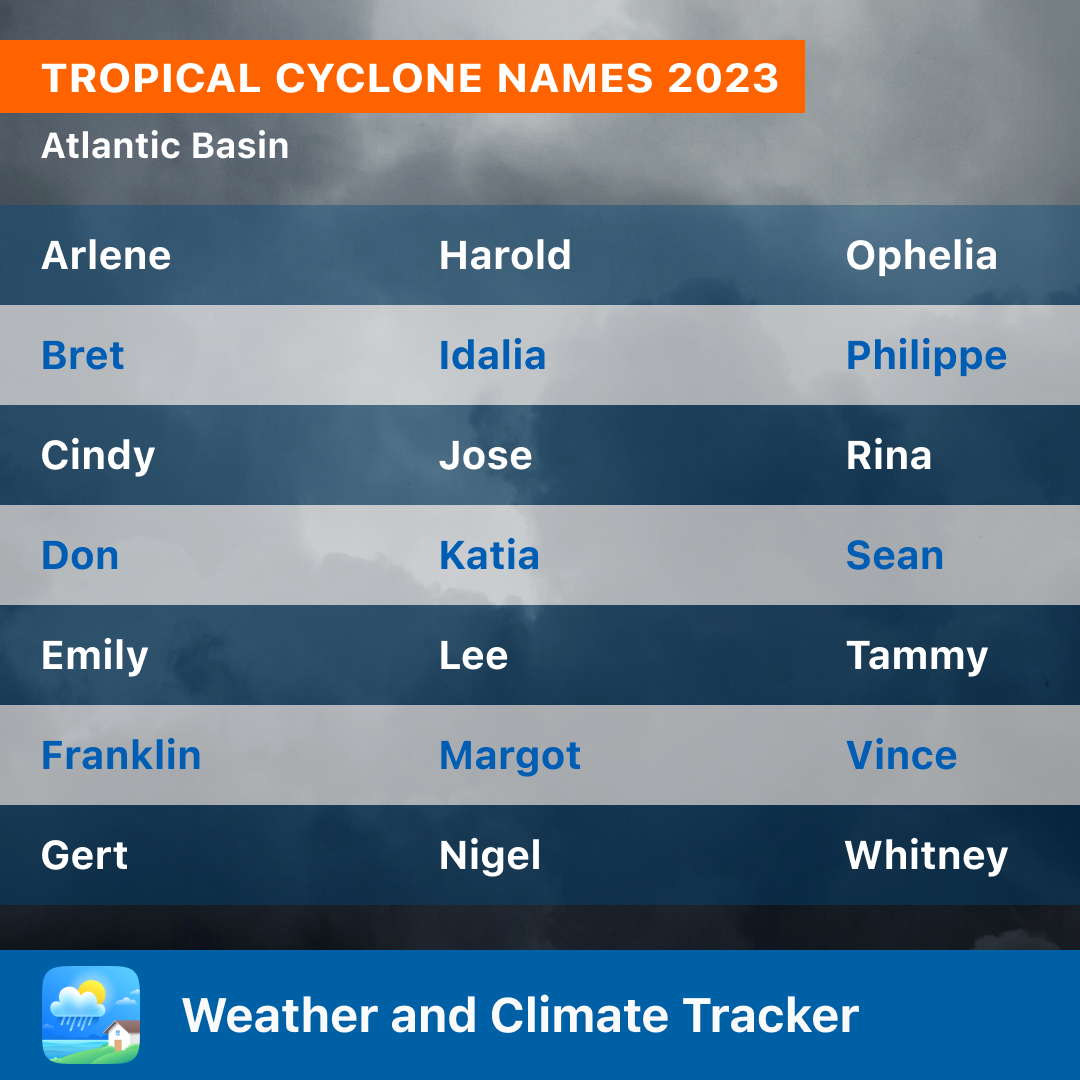 TROPICAL CYCLONE NAMES 2023
Atlantic Basin
Arlene Harold Ophelia
Bret Idalia Philippe
Cindy Jose Rina
Don Katia Sean
Emily Lee Tammy
Franklin Margot Vince
Gert Nigel Whitney
Weather and Climate Tracker